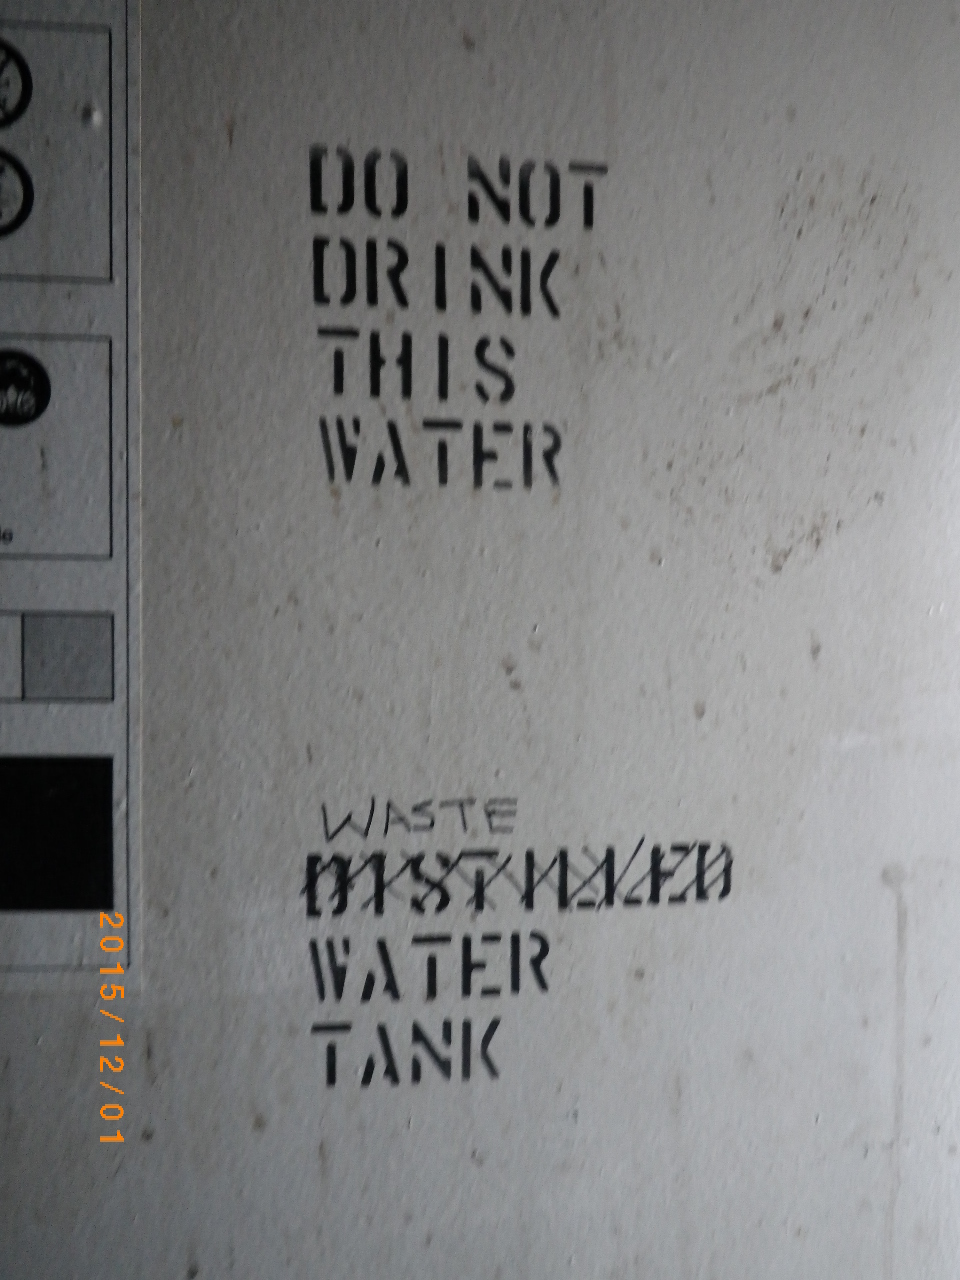 DO NOT
DRINK
THIS
WATER
WASTE
DISTILLED
WATER
TANK
2015/12/01